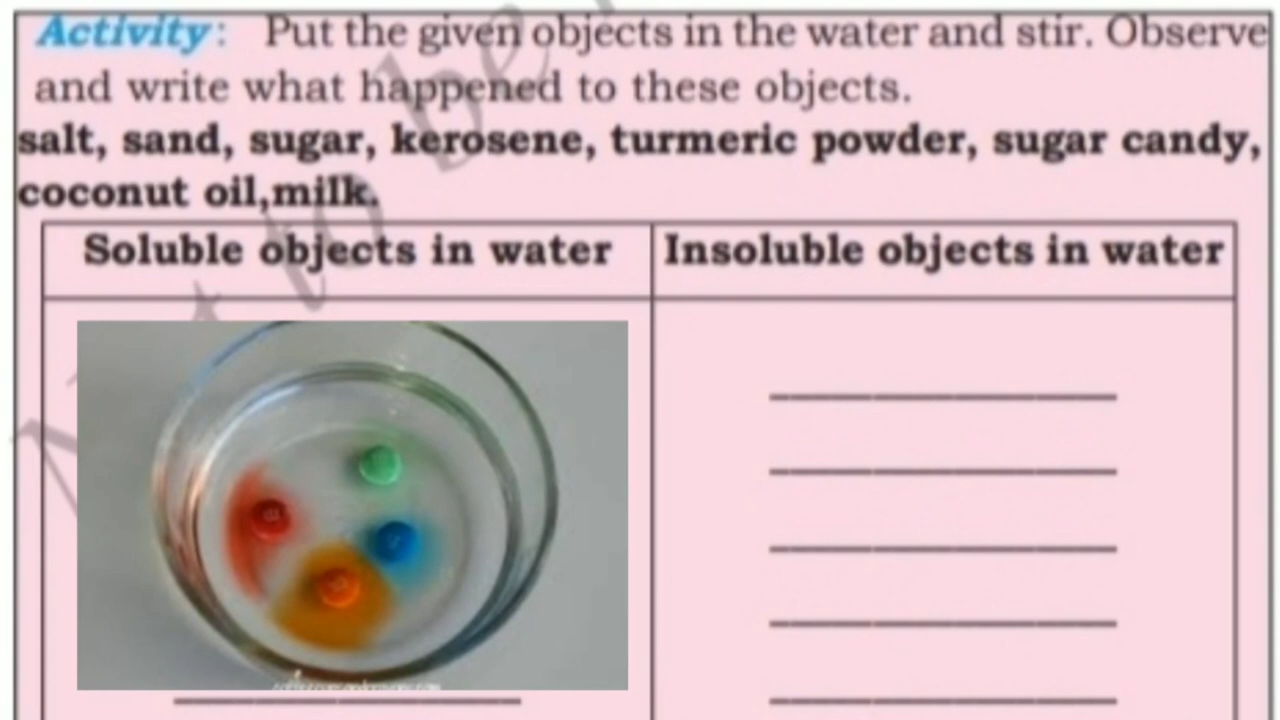 Activity: Put the given objects in the water and stir. Observe
and write what happened to these objects.
salt, sand, sugar, kerosene, turmeric powder, sugar candy,
coconut oil,milk.
Soluble objects in water
Insoluble objects in water